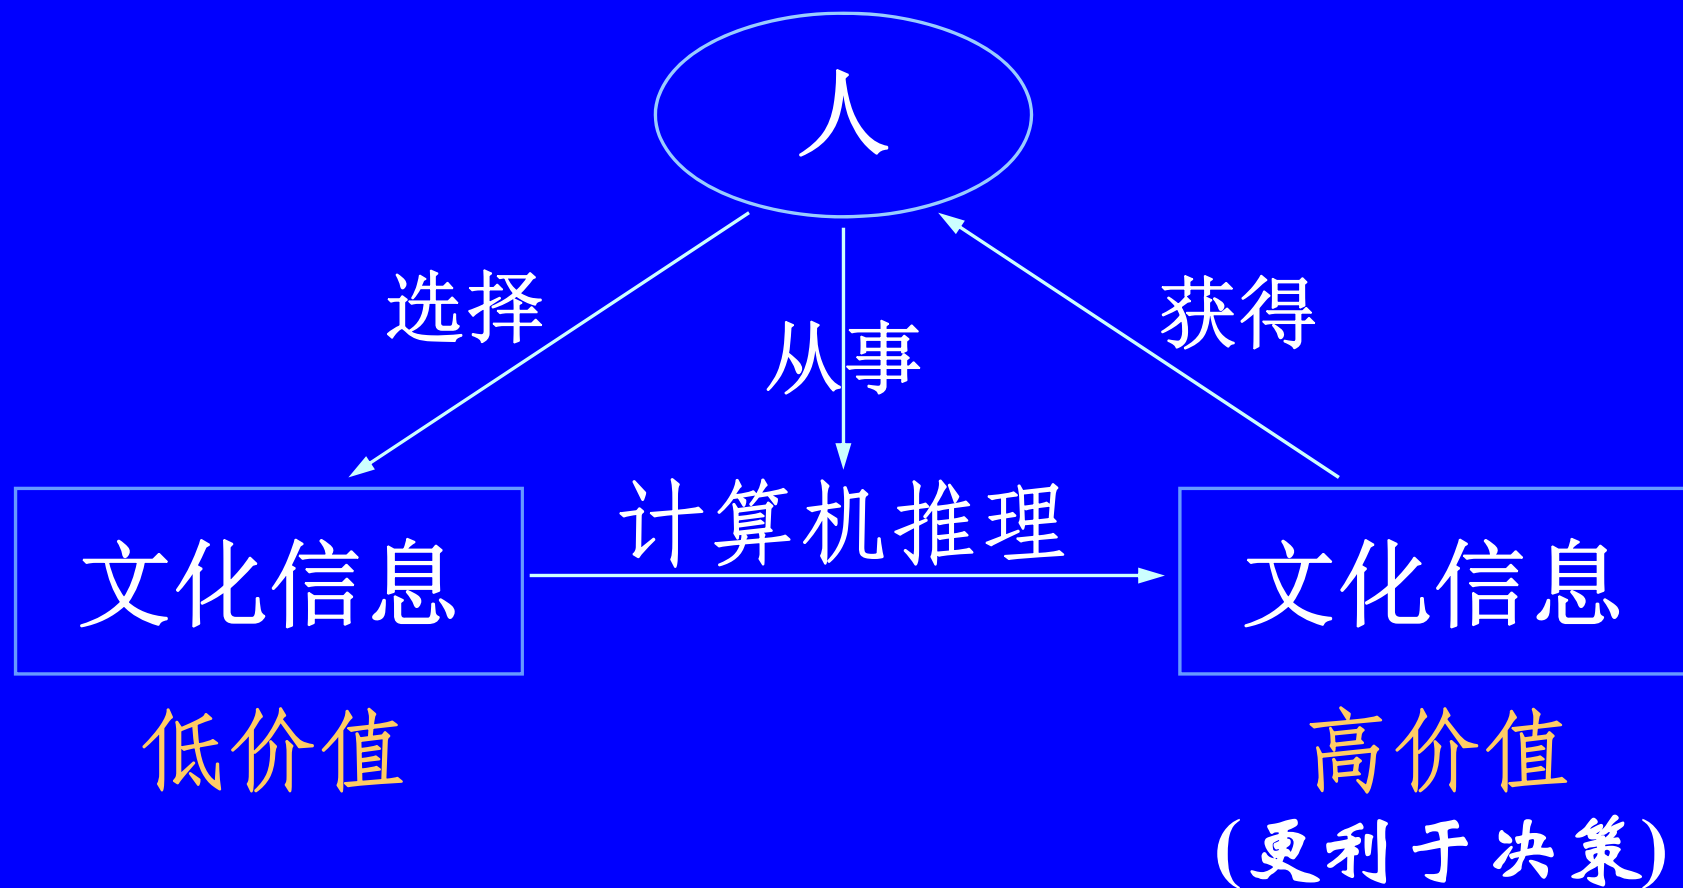 人
选择
从事
获得
计算机推理
文化信息
文化信息
低价值
高价值
(更利于决策)